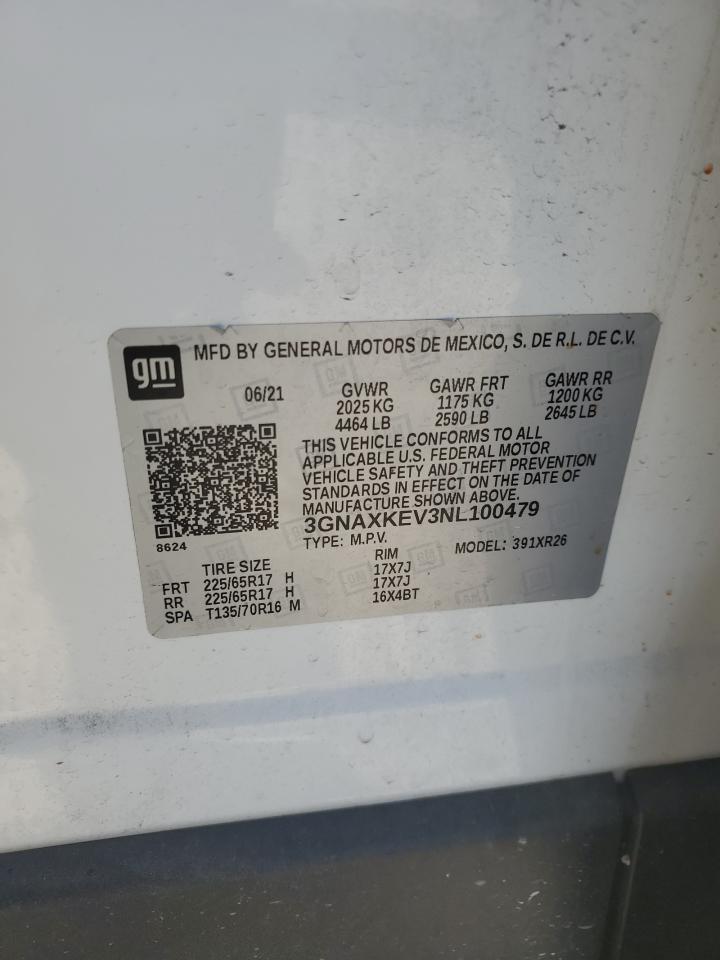 gm MFD BY GENERAL MOTORS DE MEXICO, S. DE R.L. DE C.V.
06/21 GVWR GAWR FRT GAWR RR
2025 KG 1175 KG 1200 KG
4464 LB 2590 LB 2645 LB
THIS VEHICLE CONFORMS TO ALL
APPLICABLE U.S. FEDERAL MOTOR
VEHICLE SAFETY AND THEFT PREVENTION
STANDARDS IN EFFECT ON THE DATE OF
MANUFACTURE SHOWN ABOVE.
3GNAXKEV3NL100479
8624 TYPE: M.P.V. MODEL: 391XR26
TIRE SIZE RIM
FRT 225/65R17 H 17X7J
RR 225/65R17 H 17X7J
SPA T135/70R16 M 16X4BT